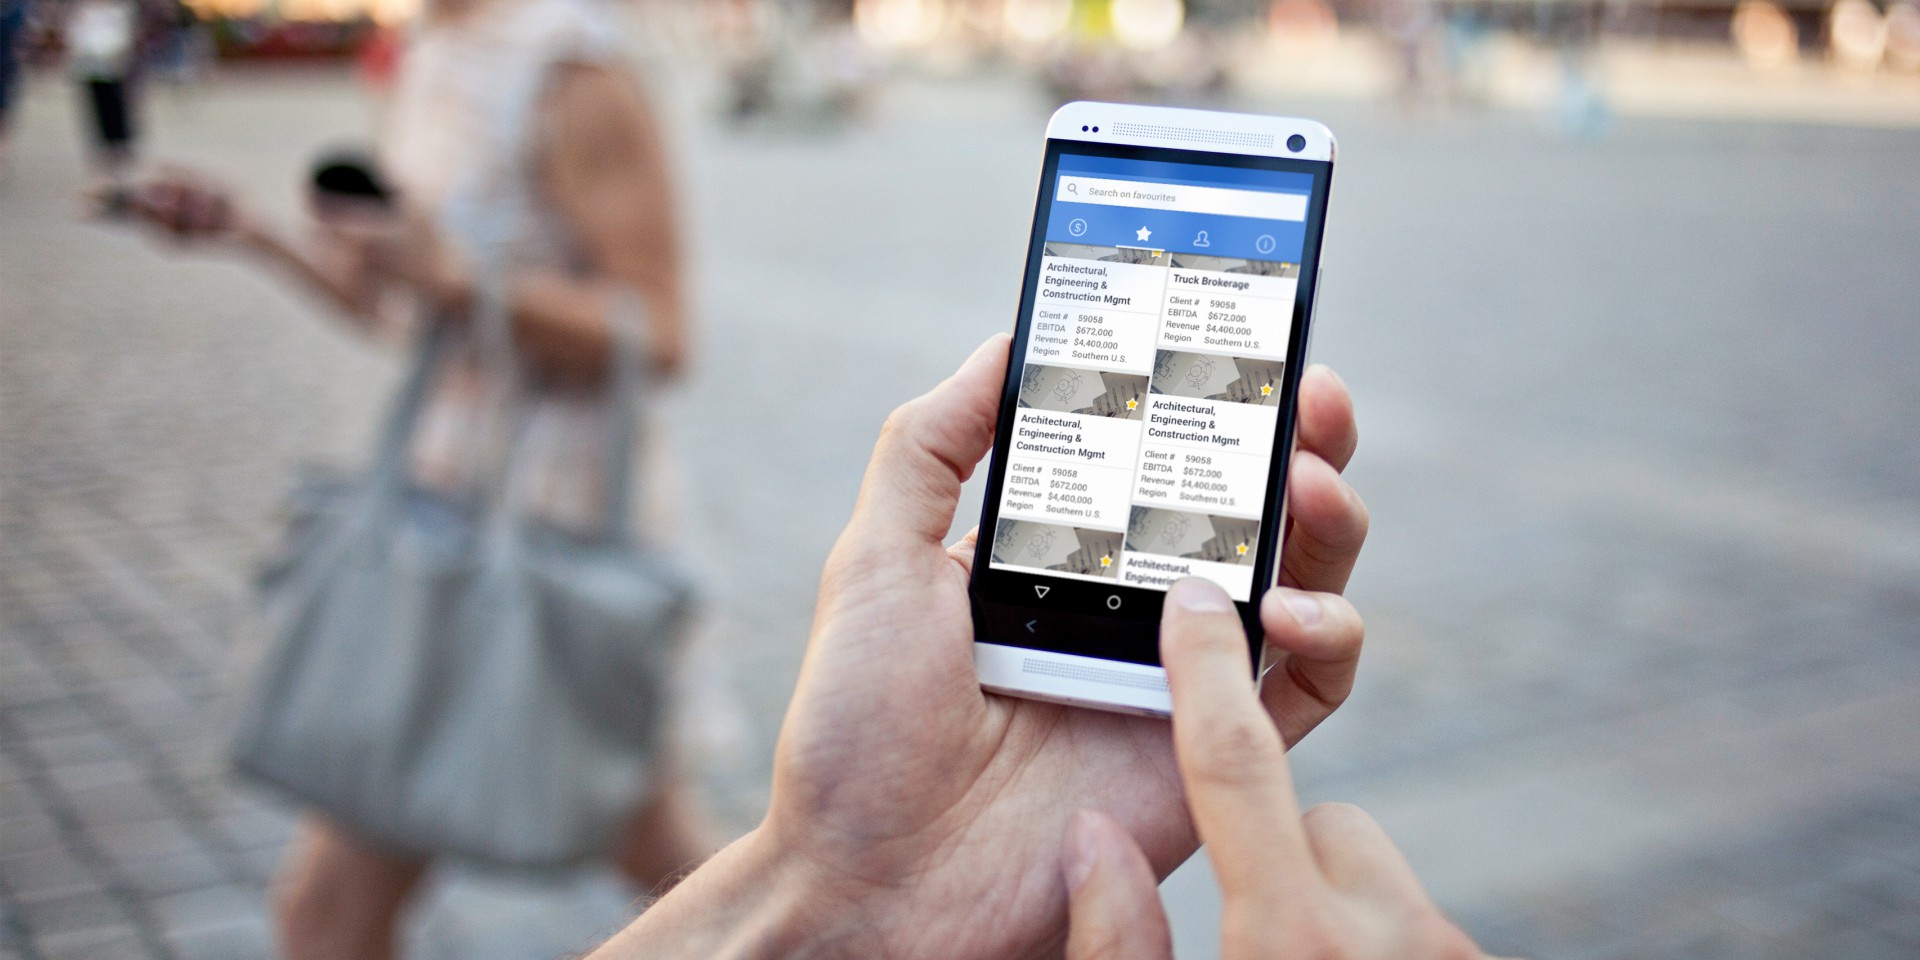 Search on favourites
Architectural,
Engineering &
Construction Mgmt
Client # 59058
EBITDA $672,000
Revenue $4,400,000
Region Southern U.S.
Truck Brokerage
Client # 59058
EBITDA $672,000
Revenue $4,400,000
Region Southern U.S.
Architectural,
Engineering &
Construction Mgmt
Client # 59058
EBITDA $672,000
Revenue $4,400,000
Region Southern U.S.
Architectural,
Engineering &
Construction Mgmt
Client # 59058
EBITDA $672,000
Revenue $4,400,000
Region Southern U.S.
Architectural,
Engineering